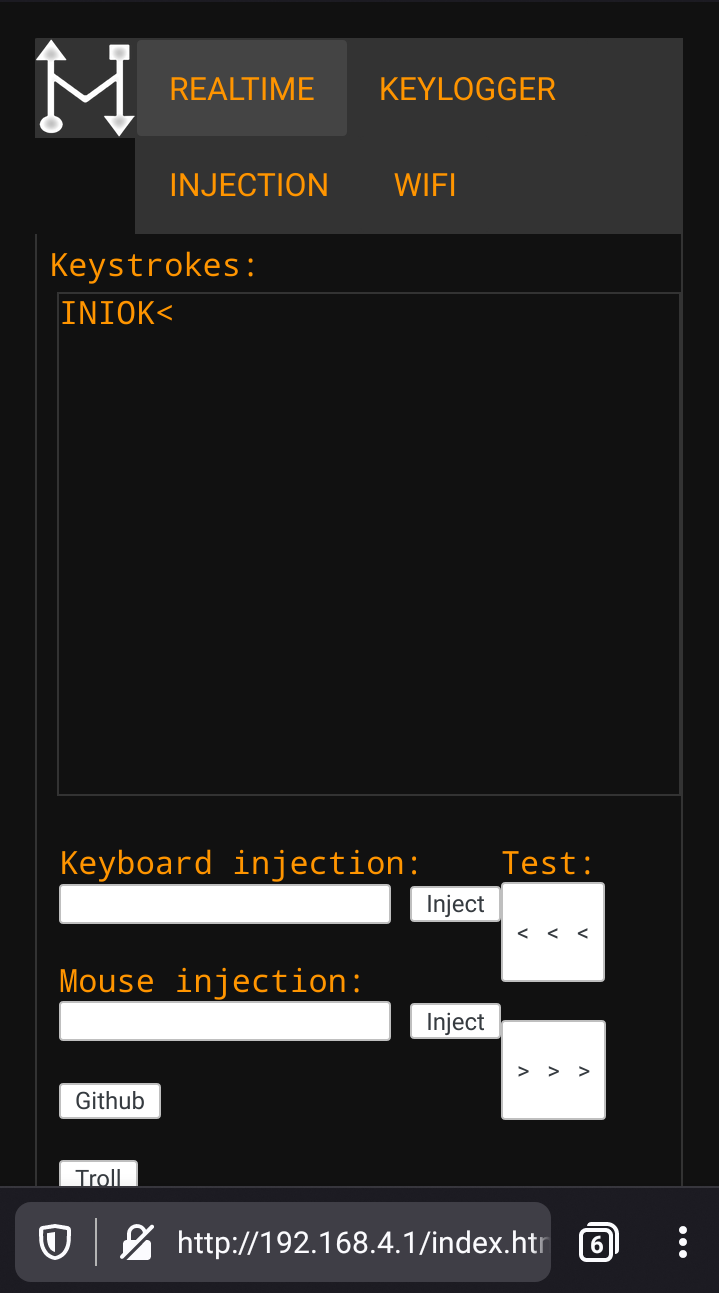 REALTIME KEYLOGGER
INJECTION WIFI
Keystrokes:
INIOK<
Keyboard injection: Test:
Inject
< < <
Mouse injection:
Inject
> > >
Github
Troll
http://192.168.4.1/index.htm
6